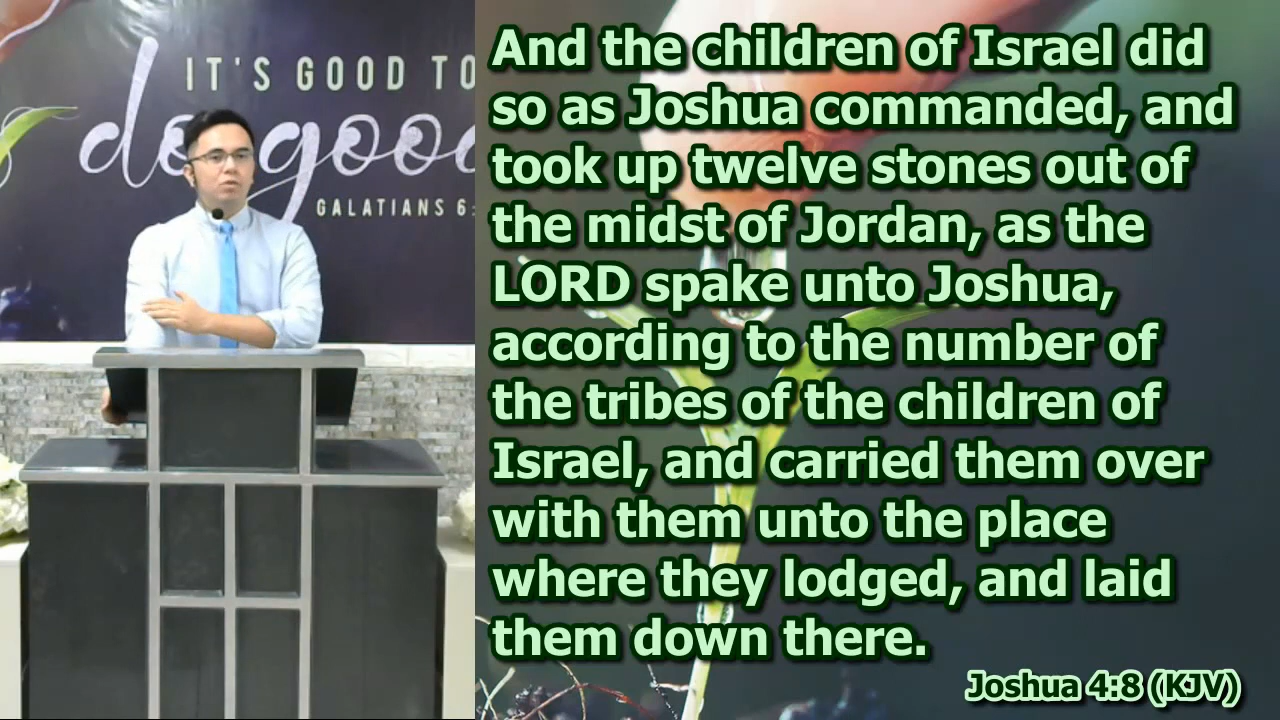 IT'S GOOD TO
do good
GALATIANS 6:
And the children of Israel did
so as Joshua commanded, and
took up twelve stones out of
the midst of Jordan, as the
LORD spake unto Joshua,
according to the number of
the tribes of the children of
Israel, and carried them over
with them unto the place
where they lodged, and laid
them down there.
Joshua 4:8 (KJV)